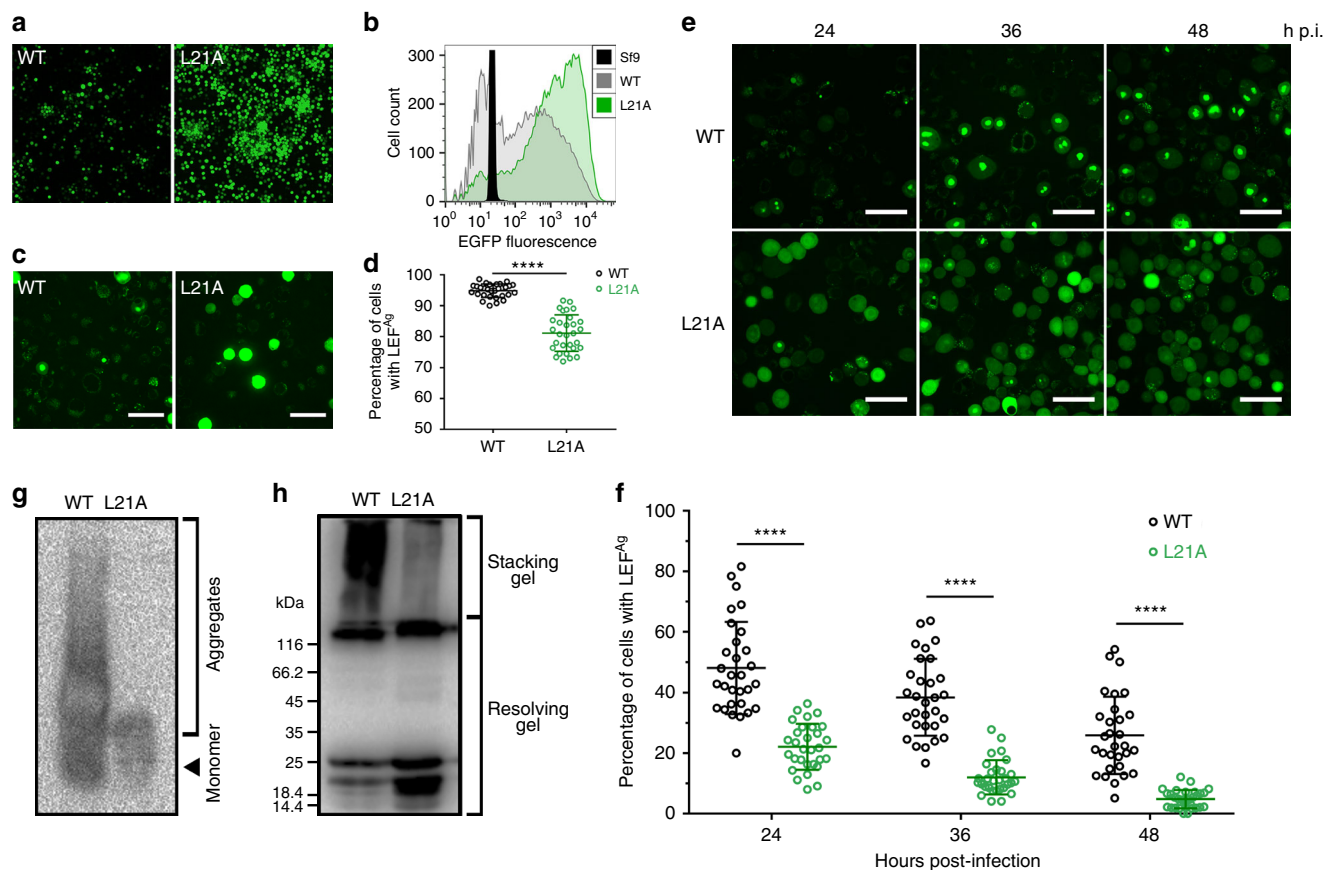 a
WT
L21A
b
300
200
100
0
Cell count
10^0 10^1 10^2 10^3 10^4
EGFP fluorescence
Sf9
WT
L21A
c
WT
L21A
d
****
WT
L21A
100
90
80
70
60
50
Percentage of cells
with LEF^Ag
WT L21A
e
24 36 48 h p.i.
WT
L21A
g
WT L21A
Aggregates
Monomer
h
WT L21A
kDa
116
66.2
45
35
25
18.4
14.4
Stacking
gel
Resolving
gel
f
100
80
60
40
20
0
Percentage of cells with LEF^Ag
****
****
****
WT
L21A
24 36 48
Hours post-infection